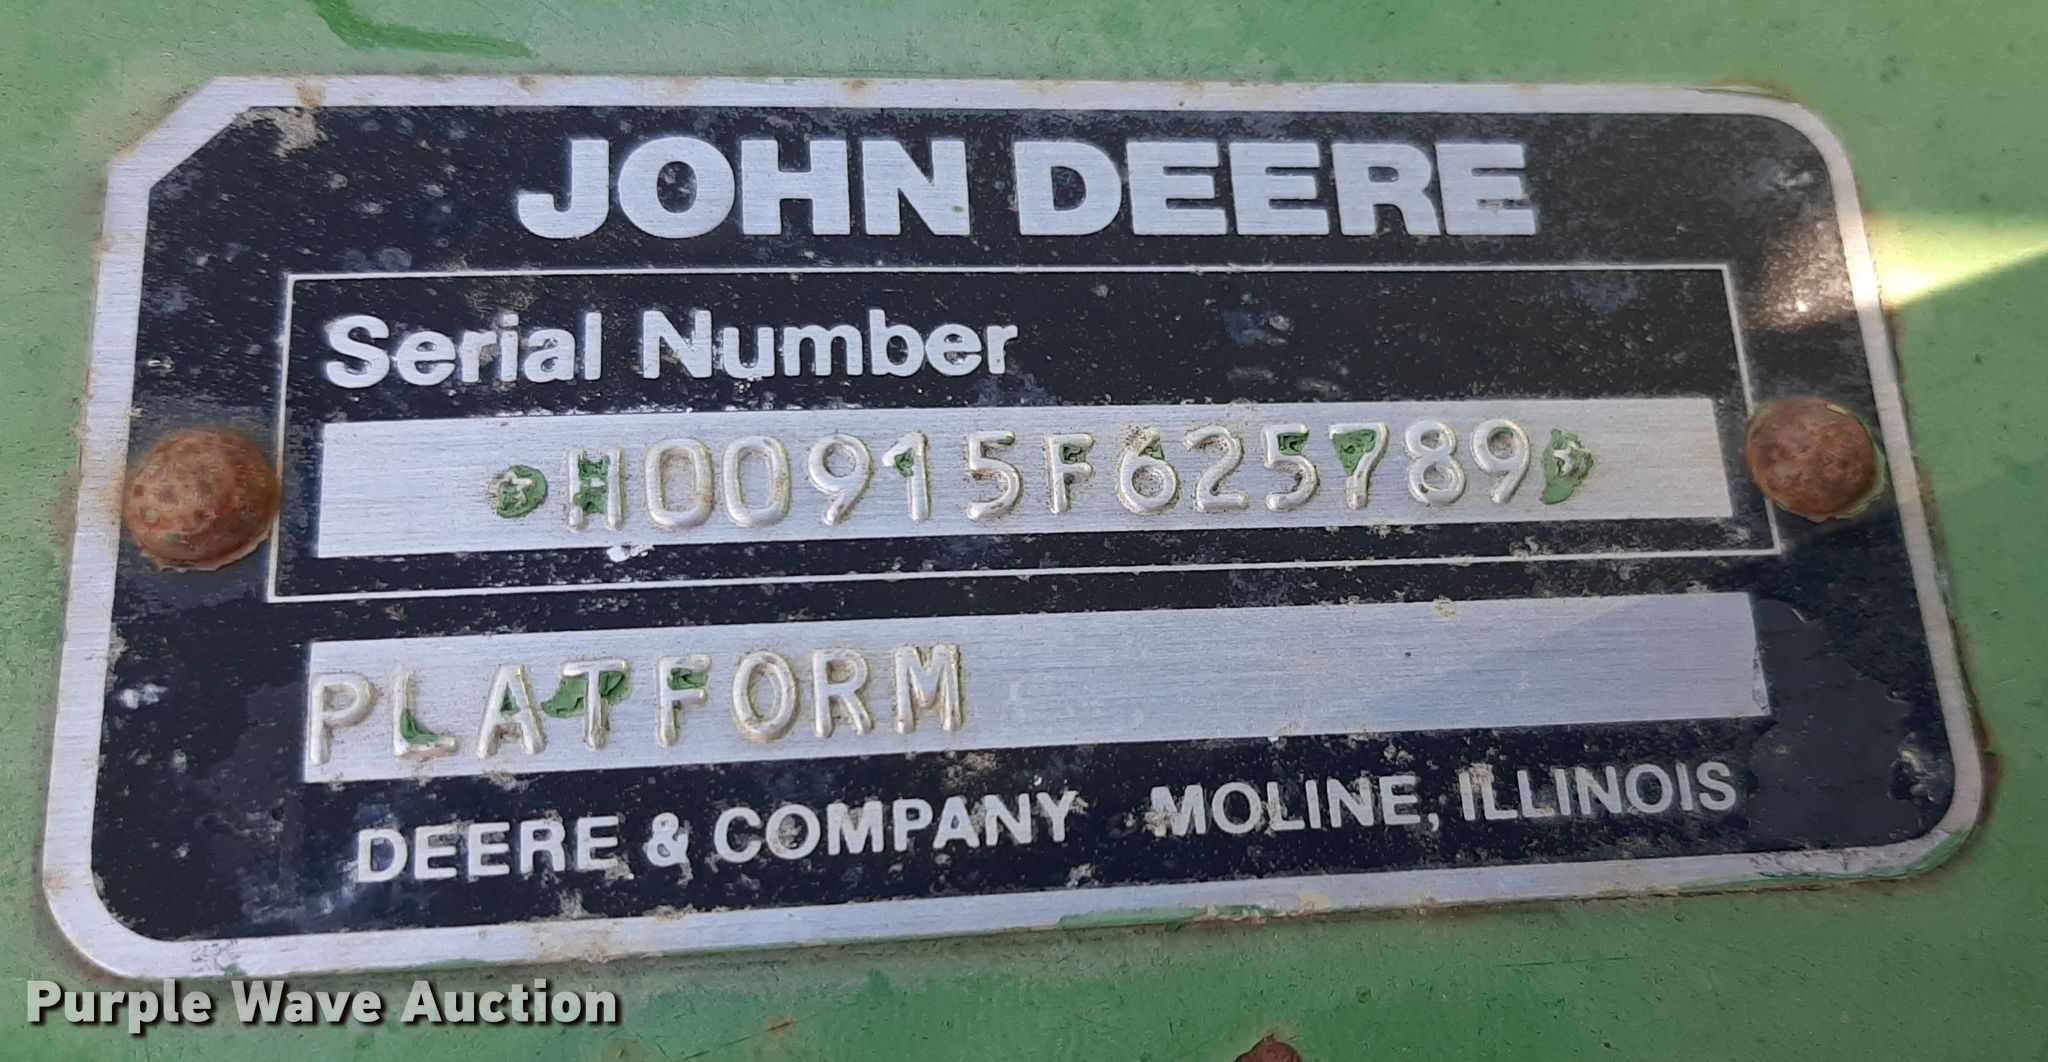 JOHN DEERE
Serial Number
*H00915F625789*
PLATFORM
DEERE & COMPANY MOLINE, ILLINOIS
Purple Wave Auction